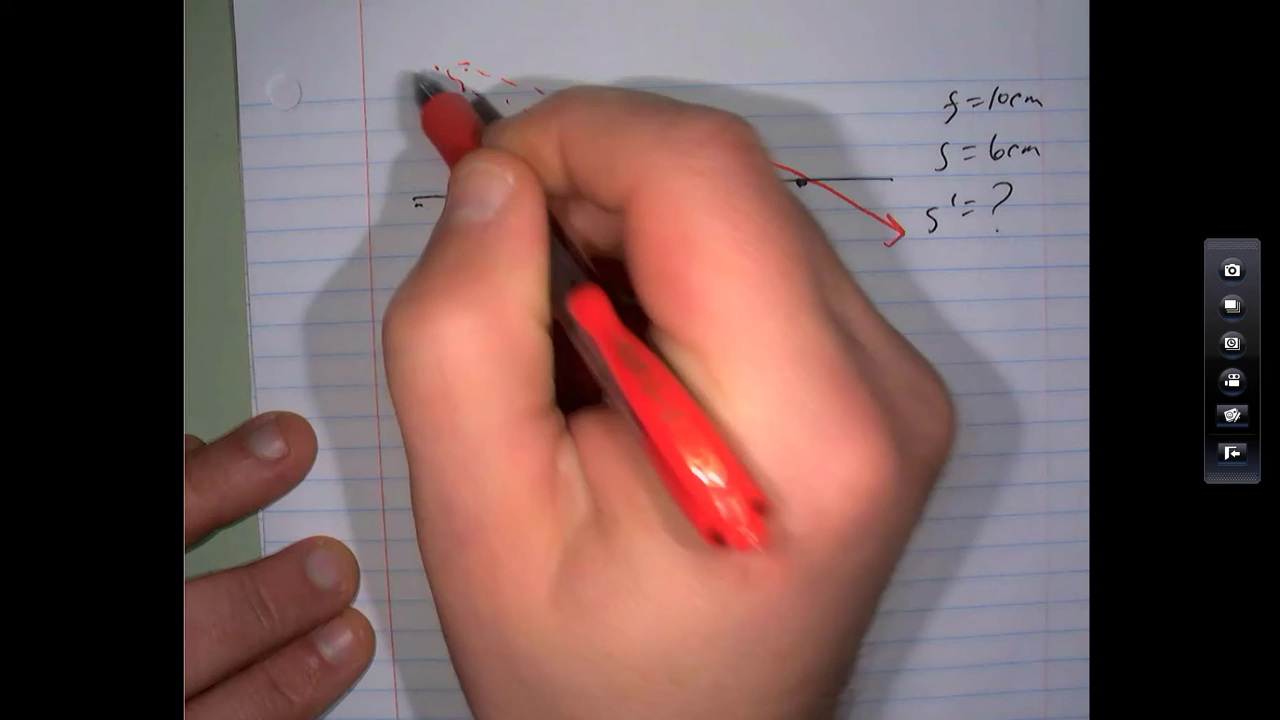 f = 10cm
s = 6cm
s' = ?